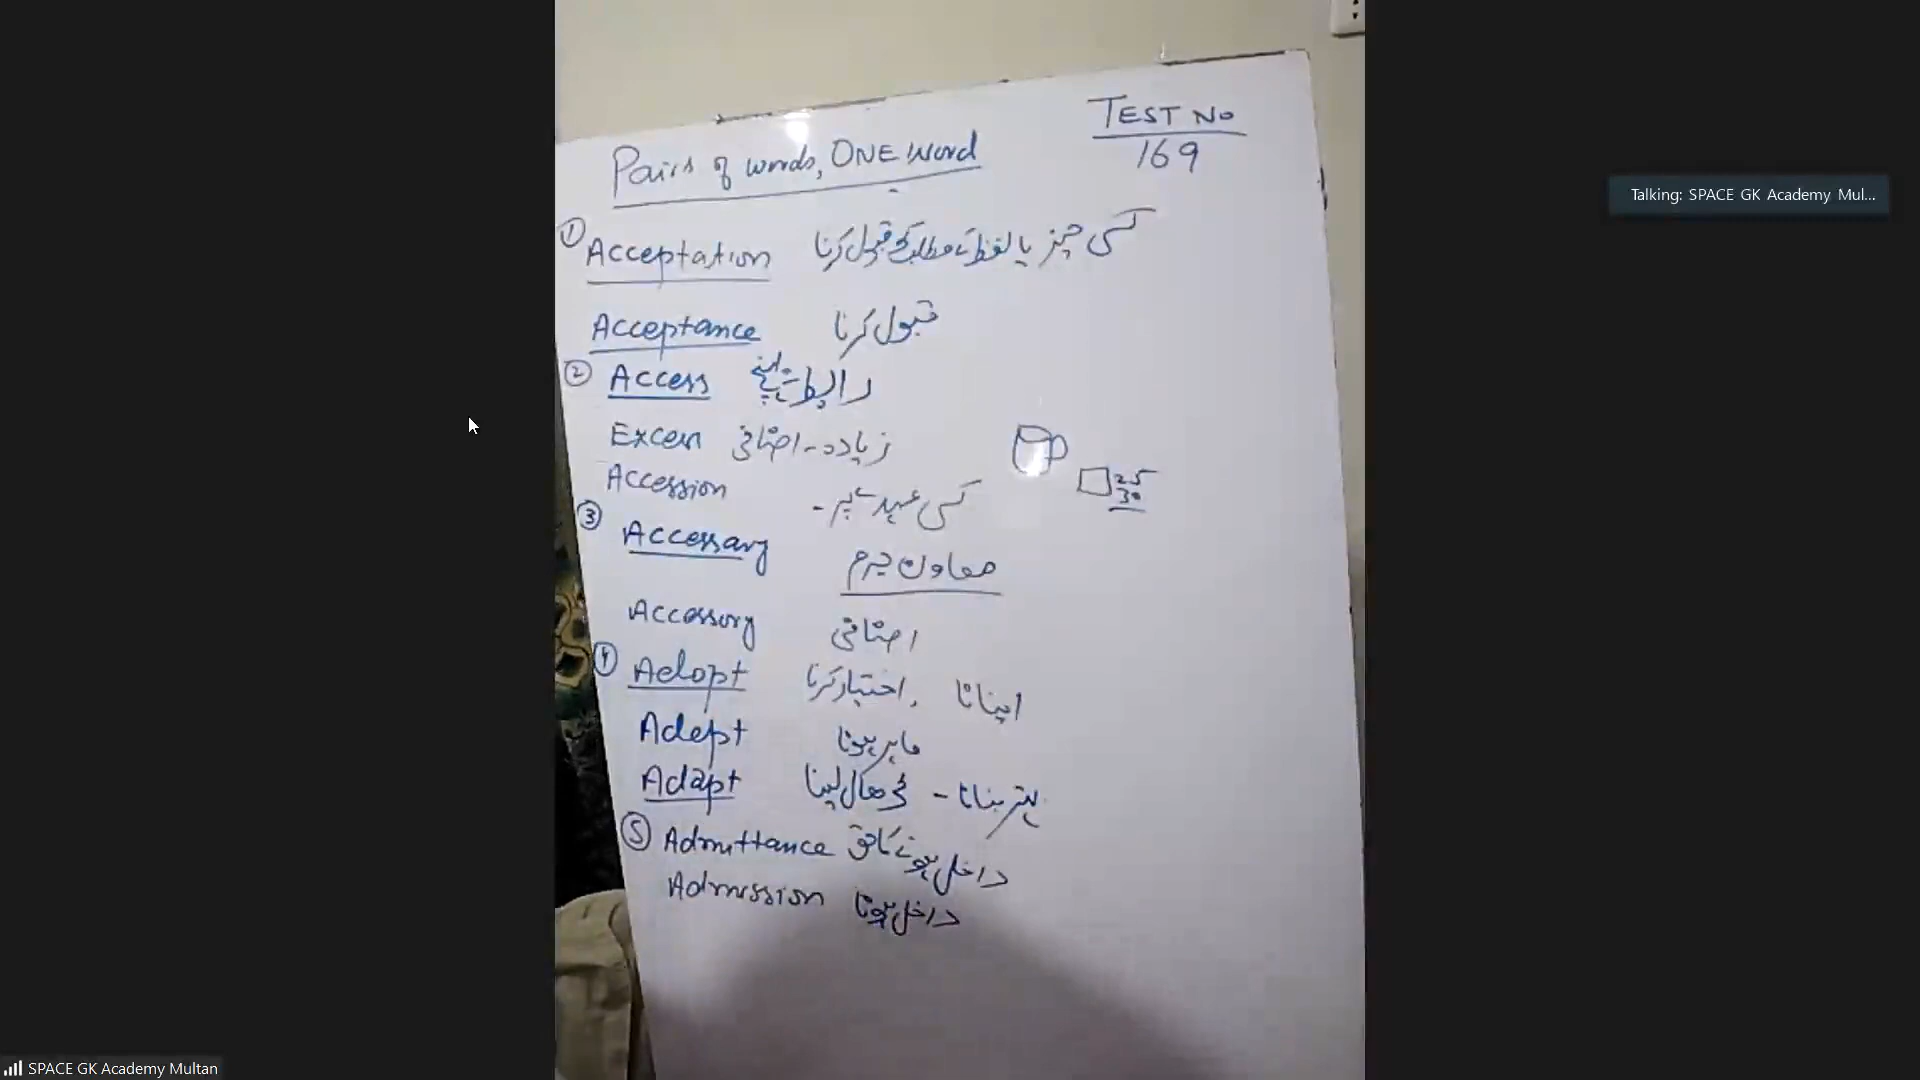 TEST NO
169
Pairs of words, ONE Word
① Acceptation کسی چیز یا لفظ کے مطلب کو قبول کرنا
Acceptance قبول کرنا
② Access رابطہ
Excess زیادہ - اضافی
Accession کسی عہدے پر -
25
30
③ Accessary معاون جرم
Accessory اضافی
④ Adopt اپنانا , اختیار کرنا
Adept ماہر ہونا
Adapt بہتر بنانا - ڈھال لینا
⑤ Admittance داخل ہونے کا حق
Admission داخل ہونا
Talking: SPACE GK Academy Mul...
SPACE GK Academy Multan